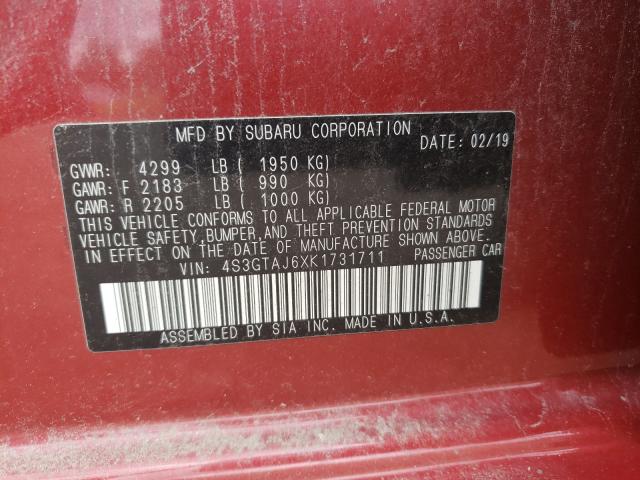 MFD BY SUBARU CORPORATION
DATE: 02/19
GVWR: 4299 LB ( 1950 KG)
GAWR: F 2183 LB ( 990 KG)
GAWR: R 2205 LB ( 1000 KG)
THIS VEHICLE CONFORMS TO ALL APPLICABLE FEDERAL MOTOR
VEHICLE SAFETY,BUMPER,AND THEFT PREVENTION STANDARDS
IN EFFECT ON THE DATE OF MANUFACTURE SHOWN ABOVE.
VIN: 4S3GTAJ6XK1731711 PASSENGER CAR
ASSEMBLED BY SIA INC. MADE IN U.S.A.